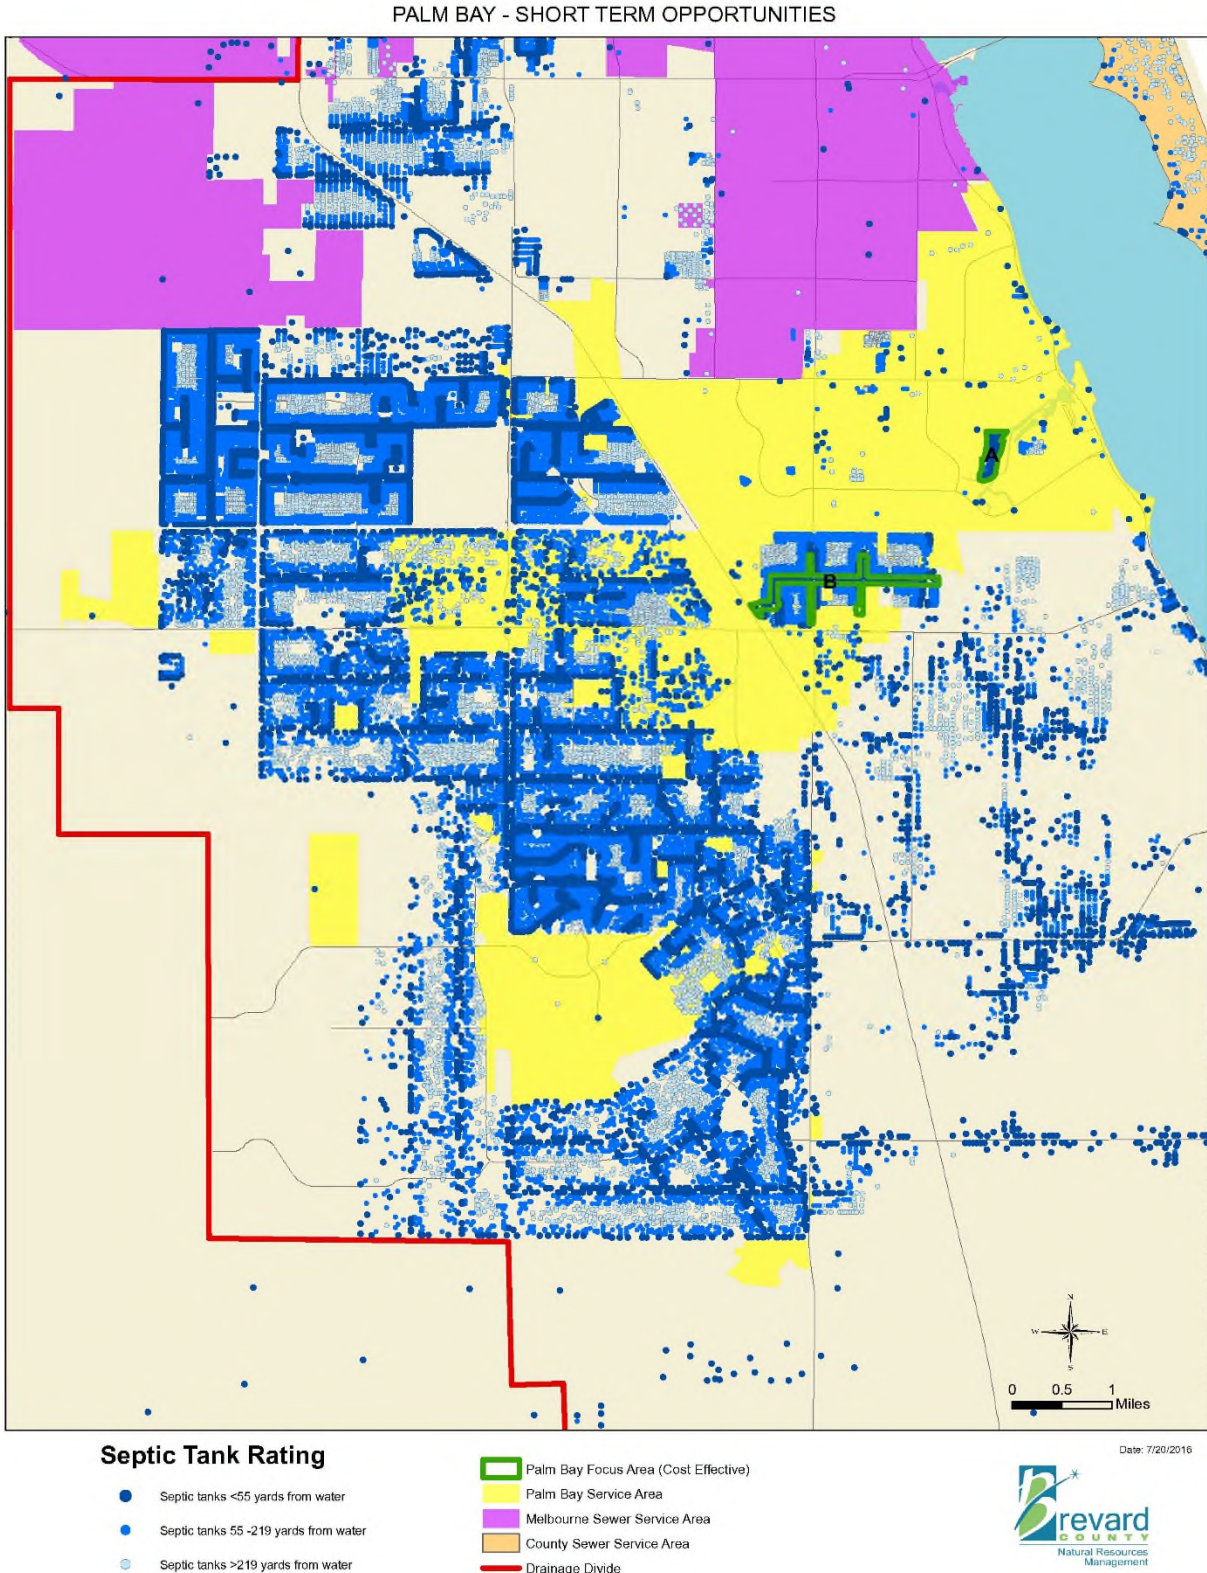 PALM BAY - SHORT TERM OPPORTUNITIES
A
B
N
W E
S
0 0.5 1
Miles
Septic Tank Rating
Septic tanks <55 yards from water
Septic tanks 55 -219 yards from water
Septic tanks >219 yards from water
Palm Bay Focus Area (Cost Effective)
Palm Bay Service Area
Melbourne Sewer Service Area
County Sewer Service Area
Drainage Divide
Date: 7/20/2016
Brevard
COUNTY
Natural Resources
Management